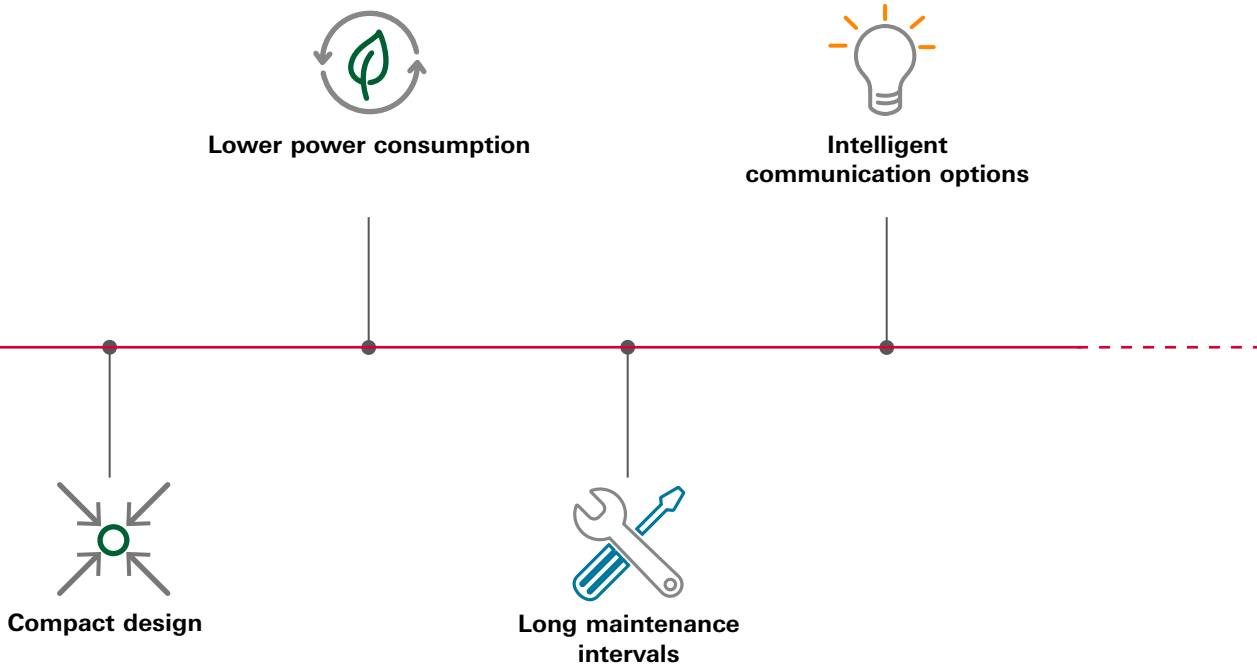 Lower power consumption
Intelligent
communication options
Compact design
Long maintenance
intervals